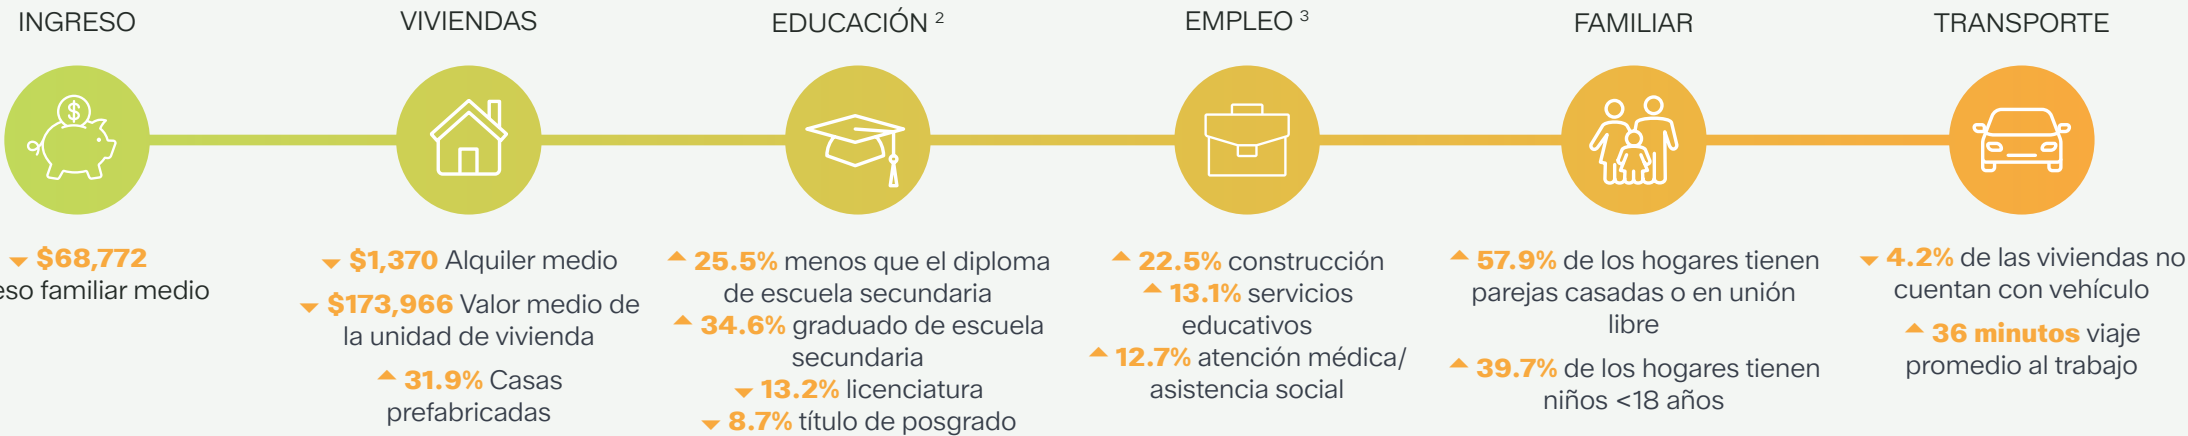 INGRESO
$
$68,772
familiar medio
VIVIENDAS
$1,370 Alquiler medio
$173,966 Valor medio de
la unidad de vivienda
31.9% Casas
prefabricadas
EDUCACIÓN ²
25.5% menos que el diploma
de escuela secundaria
34.6% graduado de escuela
secundaria
13.2% licenciatura
8.7% título de posgrado
EMPLEO ³
22.5% construcción
13.1% servicios
educativos
12.7% atención médica/
asistencia social
FAMILIAR
57.9% de los hogares tienen
parejas casadas o en unión
libre
39.7% de los hogares tienen
niños <18 años
TRANSPORTE
4.2% de las viviendas no
cuentan con vehículo
36 minutos viaje
promedio al trabajo